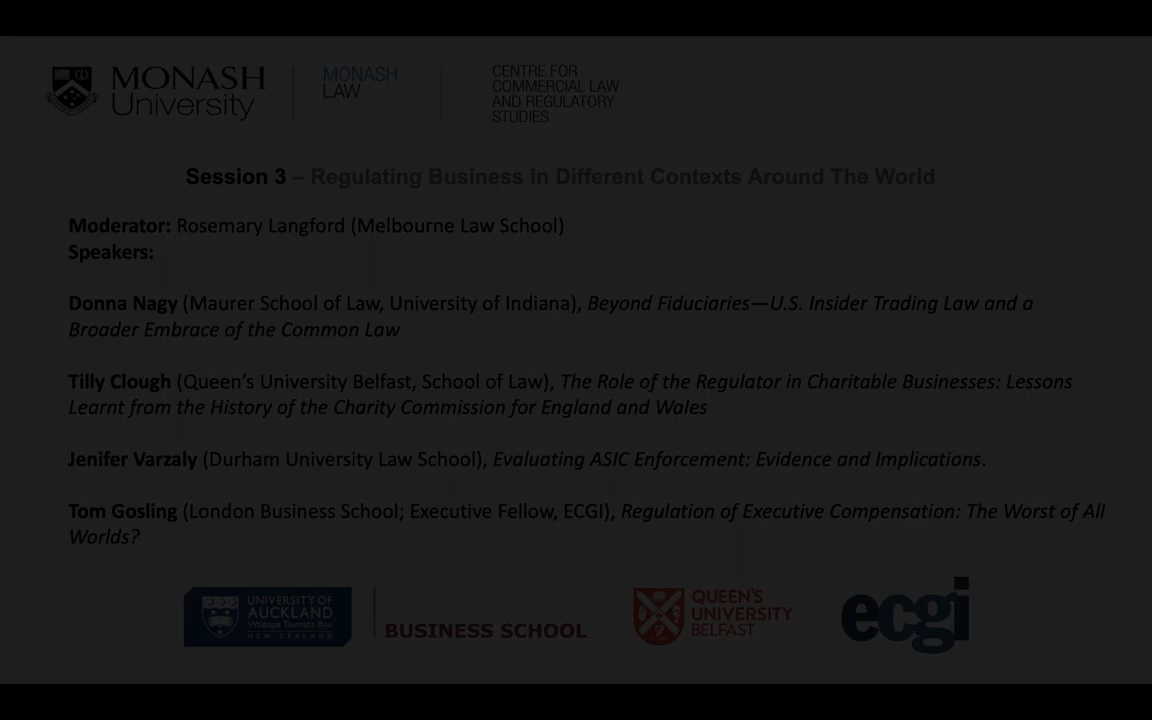 MONASH University
MONASH LAW
CENTRE FOR
COMMERCIAL LAW
AND REGULATORY
STUDIES
Session 3 – Regulating Business in Different Contexts Around The World
Moderator: Rosemary Langford (Melbourne Law School)
Speakers:
Donna Nagy (Maurer School of Law, University of Indiana), Beyond Fiduciaries—U.S. Insider Trading Law and a
Broader Embrace of the Common Law
Tilly Clough (Queen's University Belfast, School of Law), The Role of the Regulator in Charitable Businesses: Lessons
Learnt from the History of the Charity Commission for England and Wales
Jenifer Varzaly (Durham University Law School), Evaluating ASIC Enforcement: Evidence and Implications.
Tom Gosling (London Business School; Executive Fellow, ECGI), Regulation of Executive Compensation: The Worst of All
Worlds?
UNIVERSITY OF
AUCKLAND
Waipapa Taumata Rau
NEW ZEALAND
BUSINESS SCHOOL
QUEEN'S
UNIVERSITY
BELFAST
ecgi